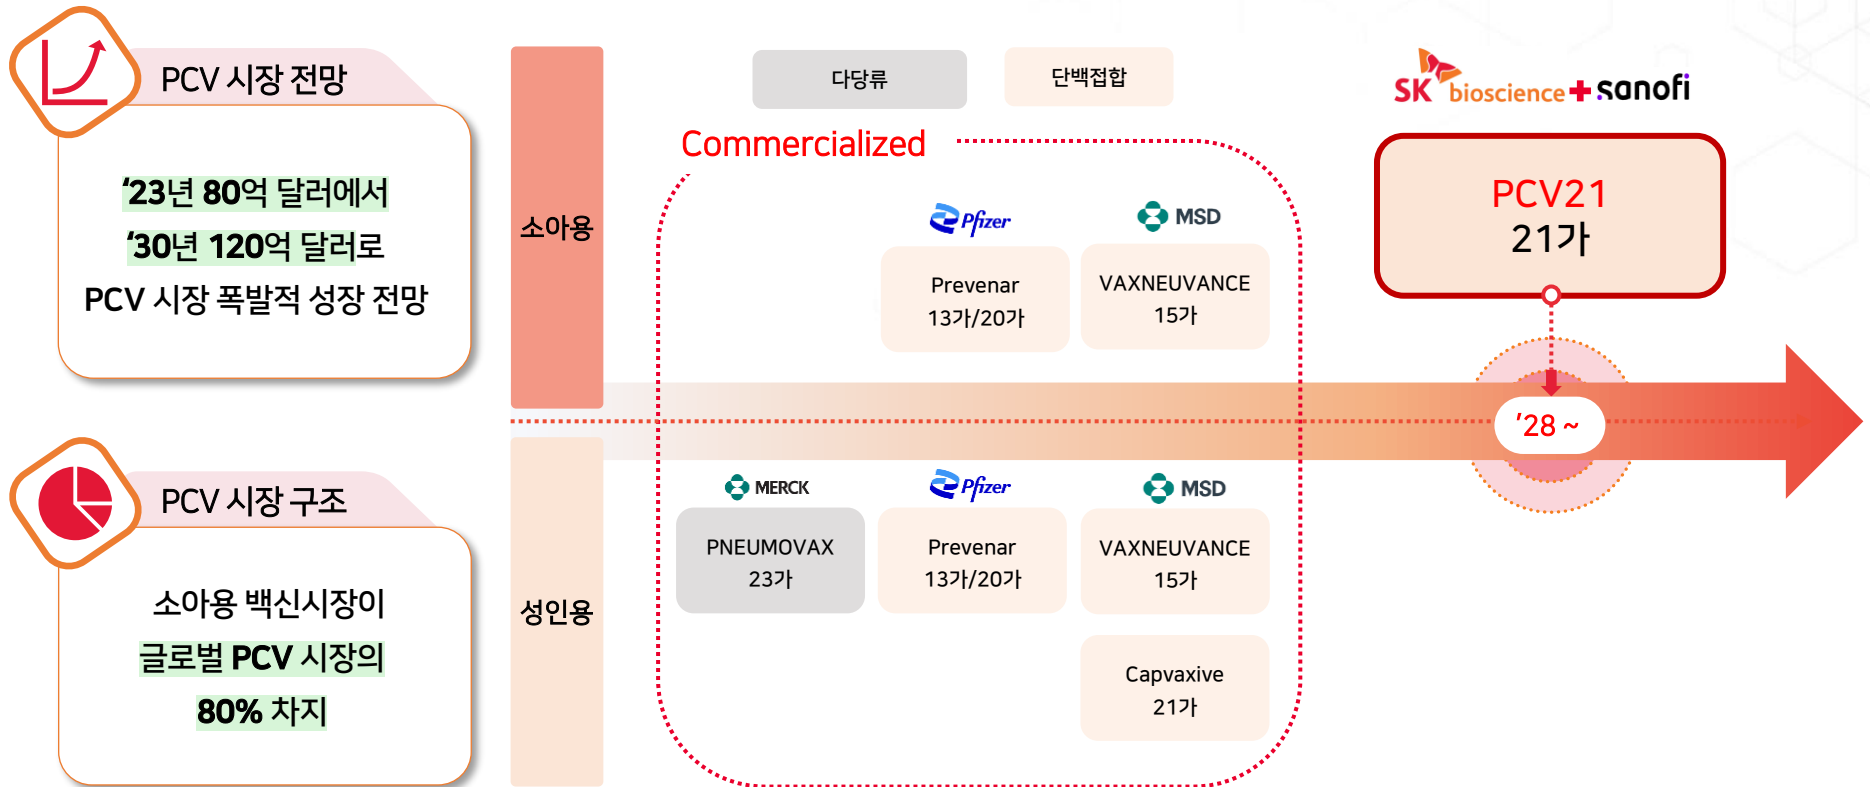 PCV 시장 전망
‘23년 80억 달러에서
‘30년 120억 달러로
PCV 시장 폭발적 성장 전망
PCV 시장 구조
소아용 백신시장이
글로벌 PCV 시장의
80% 차지
소아용
성인용
다당류
단백접합
Commercialized
Pfizer
Prevenar
13가/20가
MSD
VAXNEUVANCE
15가
MERCK
PNEUMOVAX
23가
Pfizer
Prevenar
13가/20가
MSD
VAXNEUVANCE
15가
Capvaxive
21가
SK bioscience + sanofi
PCV21
21가
’28 ~